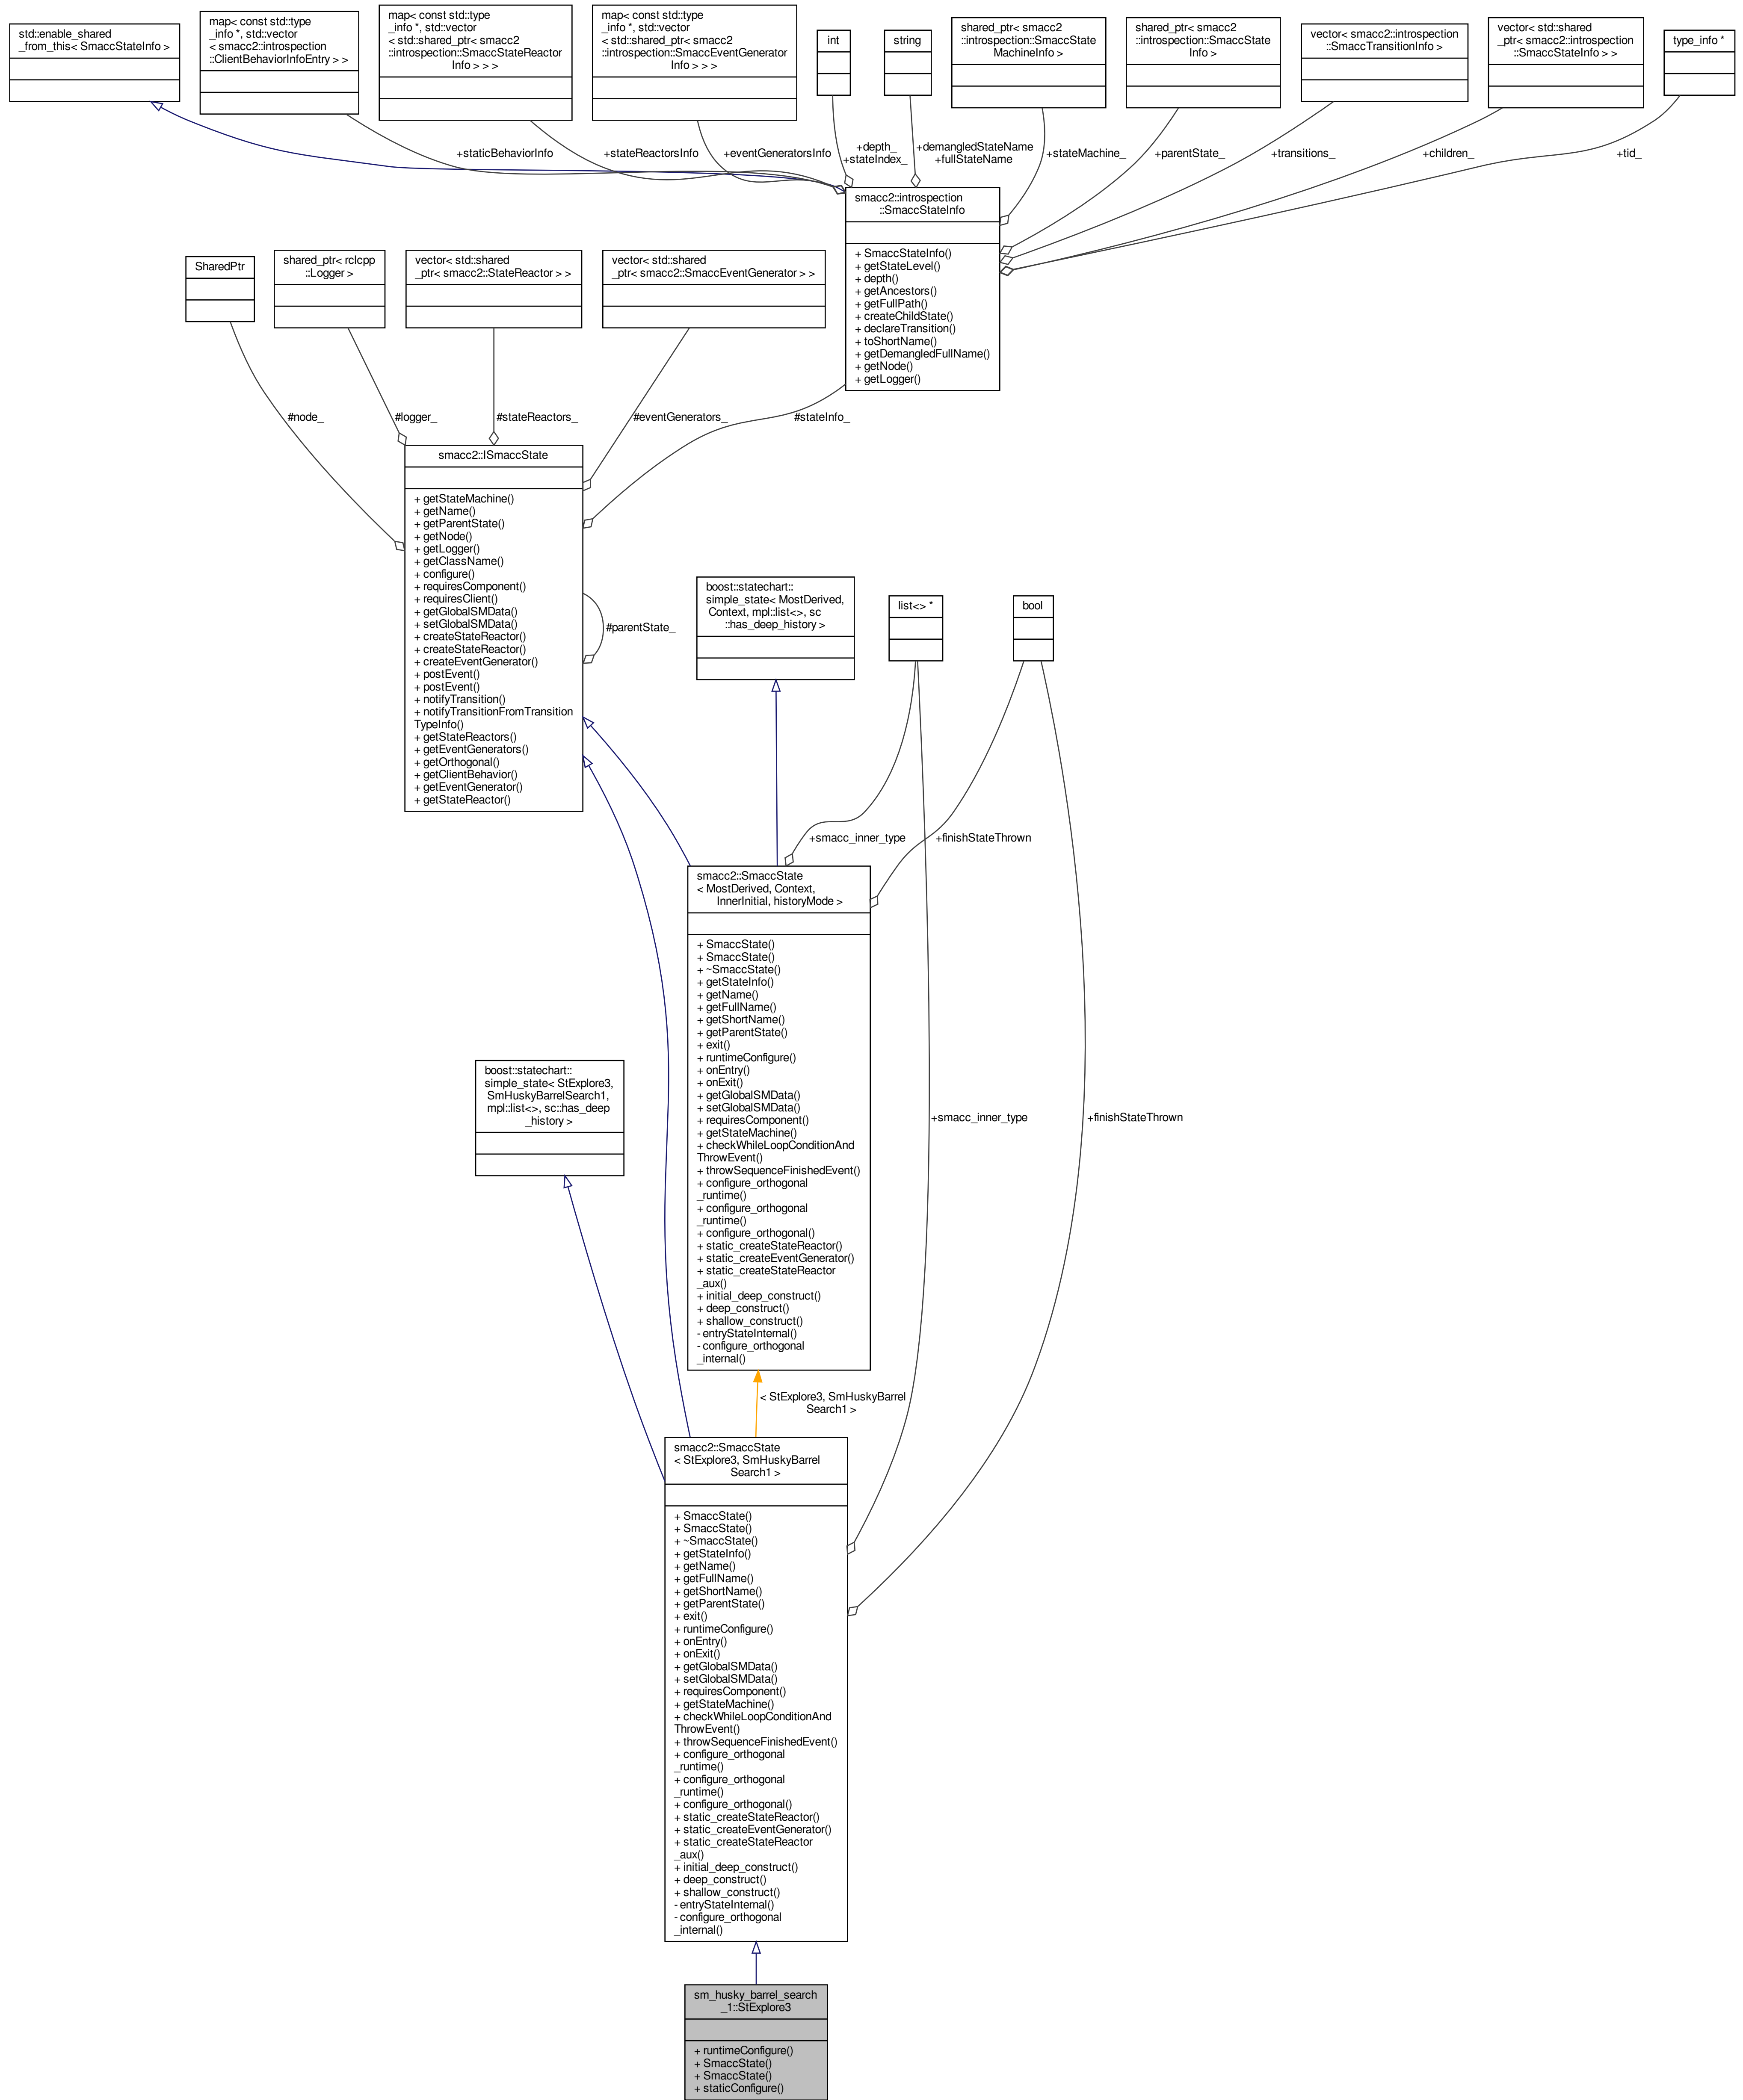 std::enable_shared
_from_this< SmaccStateInfo >
map< const std::type
_info *, std::vector
< smacc2::introspection
::ClientBehaviorInfoEntry > >
map< const std::type
_info *, std::vector
< std::shared_ptr< smacc2
::introspection::SmaccStateReactor
Info > > >
map< const std::type
_info *, std::vector
< std::shared_ptr< smacc2
::introspection::SmaccEventGenerator
Info > > >
int
string
shared_ptr< smacc2
::introspection::SmaccState
MachineInfo >
shared_ptr< smacc2
::introspection::SmaccState
Info >
vector< smacc2::introspection
::SmaccTransitionInfo >
vector< std::shared
_ptr< smacc2::introspection
::SmaccStateInfo > >
type_info *
+staticBehaviorInfo
+stateReactorsInfo
+eventGeneratorsInfo
+depth_
+stateIndex_
+demangledStateName
+fullStateName
+stateMachine_
+parentState_
+transitions_
+children_
+tid_
smacc2::introspection
::SmaccStateInfo
+ SmaccStateInfo()
+ getStateLevel()
+ depth()
+ getAncestors()
+ getFullPath()
+ createChildState()
+ declareTransition()
+ toShortName()
+ getDemangledFullName()
+ getNode()
+ getLogger()
SharedPtr
shared_ptr< rclcpp
::Logger >
vector< std::shared
_ptr< smacc2::StateReactor > >
vector< std::shared
_ptr< smacc2::SmaccEventGenerator > >
#node_
#logger_
#stateReactors_
#eventGenerators_
#stateInfo_
smacc2::ISmaccState
+ getStateMachine()
+ getName()
+ getParentState()
+ getNode()
+ getLogger()
+ getClassName()
+ configure()
+ requiresComponent()
+ requiresClient()
+ getGlobalSMData()
+ setGlobalSMData()
+ createStateReactor()
+ createStateReactor()
+ createEventGenerator()
+ postEvent()
+ postEvent()
+ notifyTransition()
+ notifyTransitionFromTransition
TypeInfo()
+ getStateReactors()
+ getEventGenerators()
+ getOrthogonal()
+ getClientBehavior()
+ getEventGenerator()
+ getStateReactor()
#parentState_
boost::statechart::
simple_state< MostDerived,
Context, mpl::list<>, sc
::has_deep_history >
list<> *
bool
+smacc_inner_type
+finishStateThrown
smacc2::SmaccState
< MostDerived, Context,
InnerInitial, historyMode >
+ SmaccState()
+ SmaccState()
+ ~SmaccState()
+ getStateInfo()
+ getName()
+ getFullName()
+ getShortName()
+ getParentState()
+ exit()
+ runtimeConfigure()
+ onEntry()
+ onExit()
+ getGlobalSMData()
+ setGlobalSMData()
+ requiresComponent()
+ getStateMachine()
+ checkWhileLoopConditionAnd
ThrowEvent()
+ throwSequenceFinishedEvent()
+ configure_orthogonal
_runtime()
+ configure_orthogonal
_runtime()
+ configure_orthogonal()
+ static_createStateReactor()
+ static_createEventGenerator()
+ static_createStateReactor
_aux()
+ initial_deep_construct()
+ deep_construct()
+ shallow_construct()
- entryStateInternal()
- configure_orthogonal
_internal()
boost::statechart::
simple_state< StExplore3,
SmHuskyBarrelSearch1,
mpl::list<>, sc::has_deep
_history >
+smacc_inner_type
+finishStateThrown
< StExplore3, SmHuskyBarrel
Search1 >
smacc2::SmaccState
< StExplore3, SmHuskyBarrel
Search1 >
+ SmaccState()
+ SmaccState()
+ ~SmaccState()
+ getStateInfo()
+ getName()
+ getFullName()
+ getShortName()
+ getParentState()
+ exit()
+ runtimeConfigure()
+ onEntry()
+ onExit()
+ getGlobalSMData()
+ setGlobalSMData()
+ requiresComponent()
+ getStateMachine()
+ checkWhileLoopConditionAnd
ThrowEvent()
+ throwSequenceFinishedEvent()
+ configure_orthogonal
_runtime()
+ configure_orthogonal
_runtime()
+ configure_orthogonal()
+ static_createStateReactor()
+ static_createEventGenerator()
+ static_createStateReactor
_aux()
+ initial_deep_construct()
+ deep_construct()
+ shallow_construct()
- entryStateInternal()
- configure_orthogonal
_internal()
sm_husky_barrel_search
_1::StExplore3
+ runtimeConfigure()
+ SmaccState()
+ SmaccState()
+ staticConfigure()